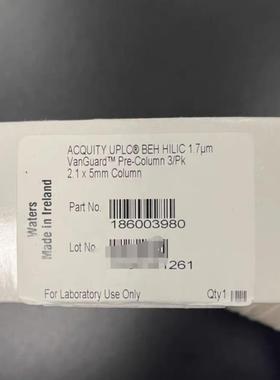 Waters
Made in Ireland
ACQUITY UPLC® BEH HILIC 1.7µm
VanGuard™ Pre-Column 3/Pk
2.1 x 5mm Column
Part No.
186003980
Lot No.
1261
For Laboratory Use Only
Qty1